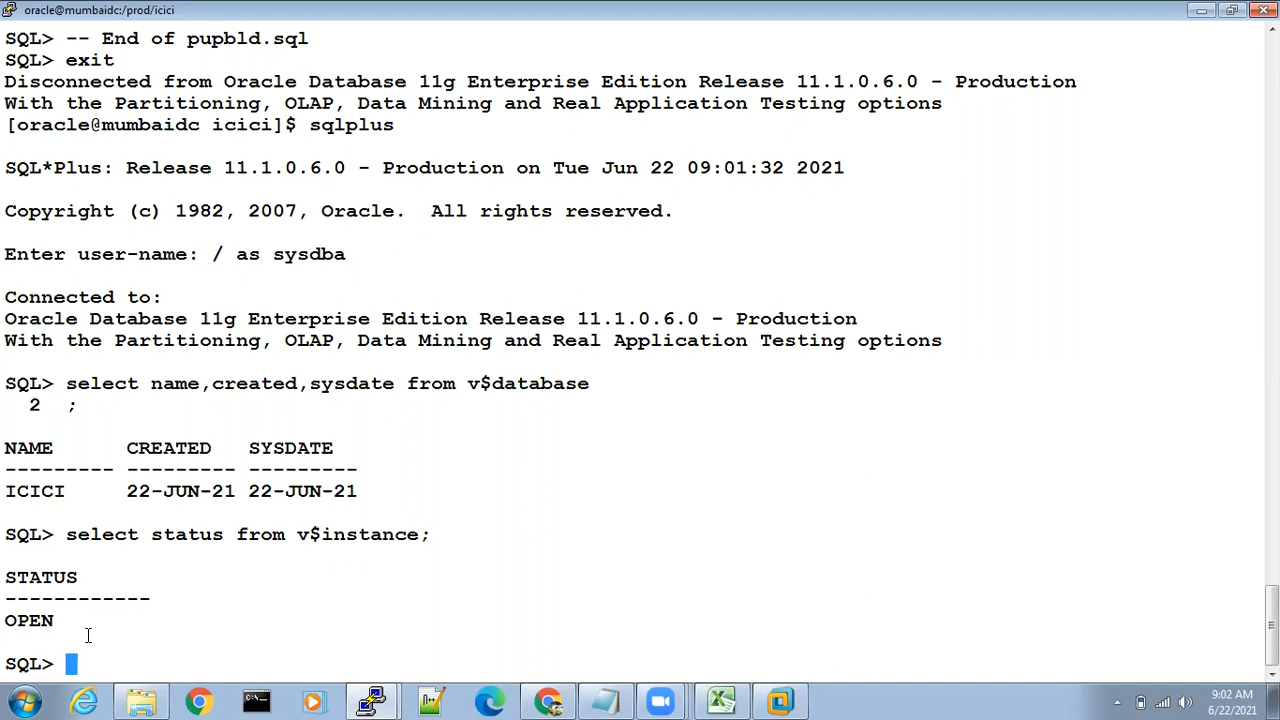 oracle@mumbaidc:/prod/icici
SQL> -- End of pupbld.sql
SQL> exit
Disconnected from Oracle Database 11g Enterprise Edition Release 11.1.0.6.0 - Production
With the Partitioning, OLAP, Data Mining and Real Application Testing options
[oracle@mumbaidc icici]$ sqlplus
SQL*Plus: Release 11.1.0.6.0 - Production on Tue Jun 22 09:01:32 2021
Copyright (c) 1982, 2007, Oracle.  All rights reserved.
Enter user-name: / as sysdba
Connected to:
Oracle Database 11g Enterprise Edition Release 11.1.0.6.0 - Production
With the Partitioning, OLAP, Data Mining and Real Application Testing options
SQL> select name,created,sysdate from v$database
  2  ;
NAME      CREATED   SYSDATE
--------- --------- ---------
ICICI     22-JUN-21 22-JUN-21
SQL> select status from v$instance;
STATUS
------------
OPEN
SQL>
9:02 AM
6/22/2021